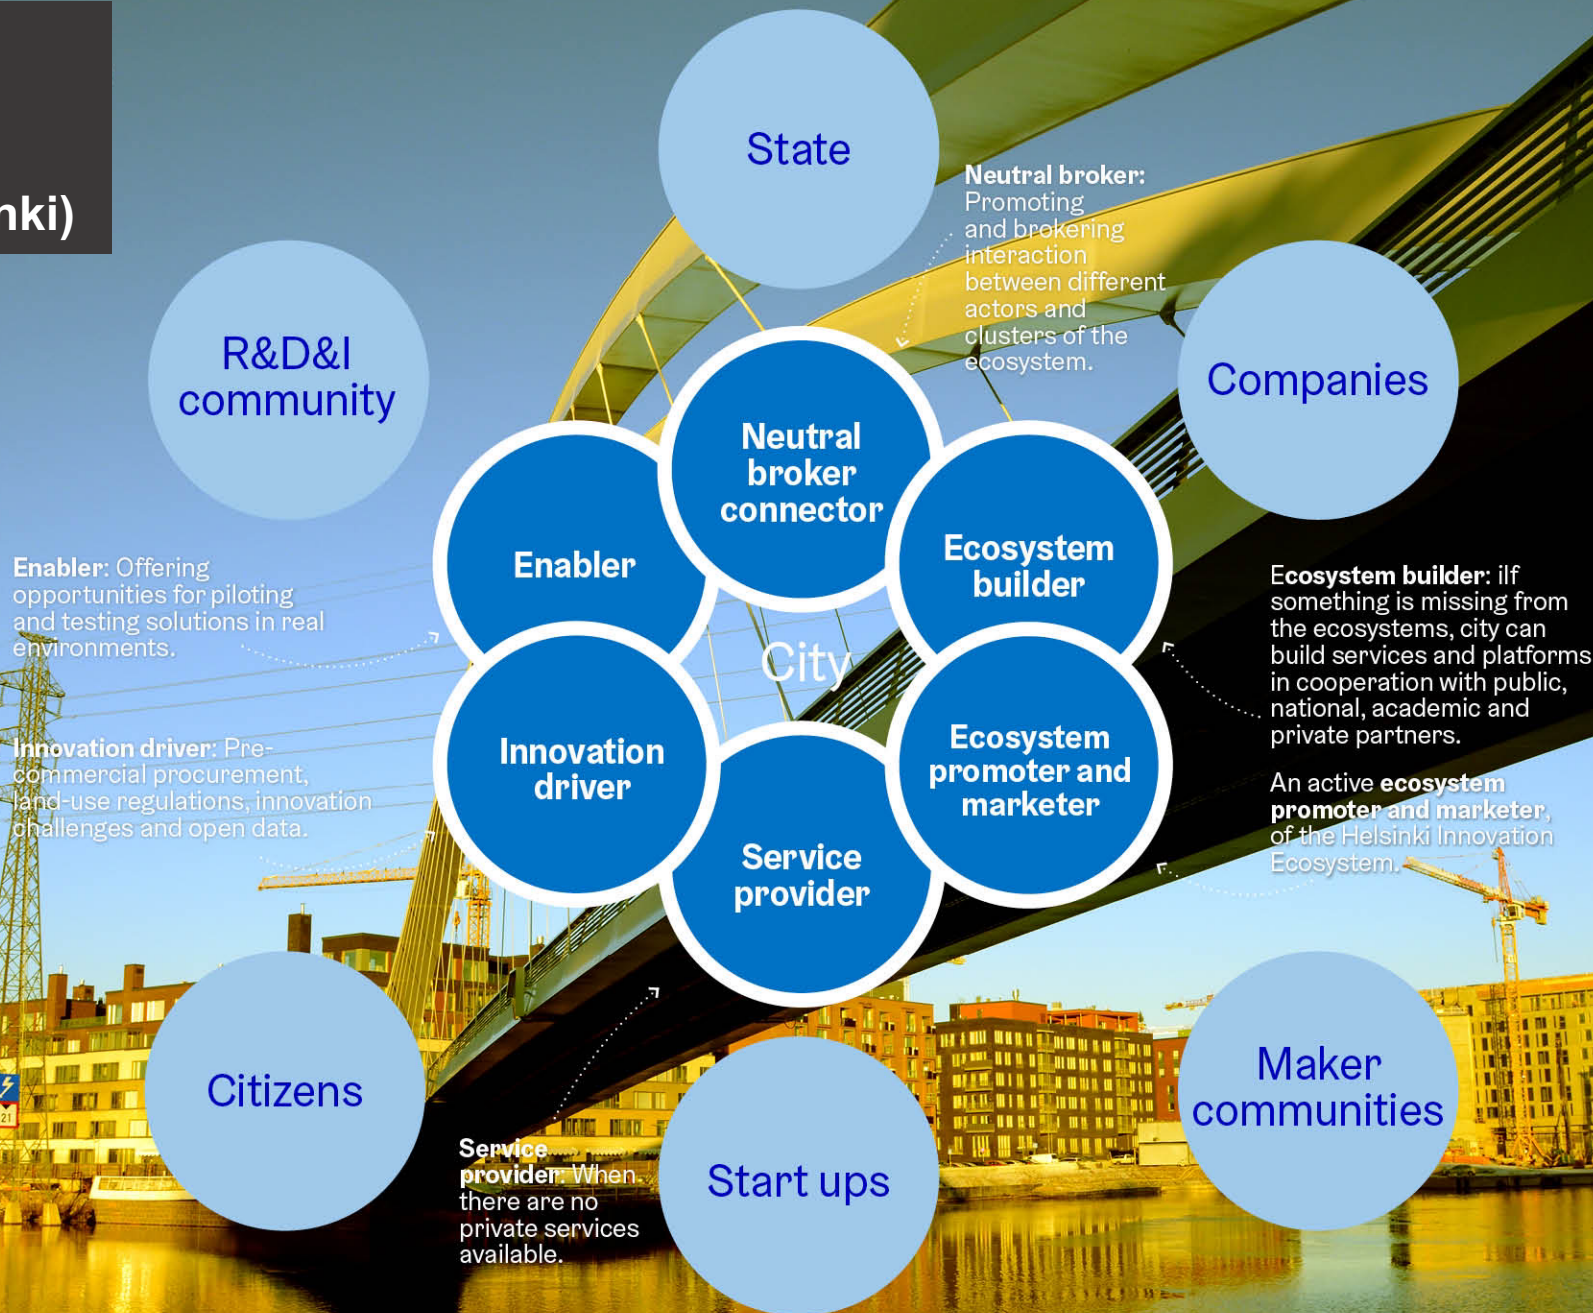 nki)
State
Neutral broker:
Promoting
and brokering
interaction
between different
actors and
clusters of the
ecosystem.
R&D&I
community
Companies
Neutral
broker
connector
Enabler
Ecosystem
builder
Enabler: Offering
opportunities for piloting
and testing solutions in real
environments.
Ecosystem builder: ilf
something is missing from
the ecosystems, city can
build services and platforms
in cooperation with public,
national, academic and
private partners.
City
Innovation driver: Pre-
commercial procurement,
land-use regulations, innovation
challenges and open data.
Innovation
driver
Ecosystem
promoter and
marketer
An active ecosystem
promoter and marketer,
of the Helsinki Innovation
Ecosystem.
Service
provider
Citizens
Maker
communities
21
Service
provider: When
there are no
private services
available.
Start ups